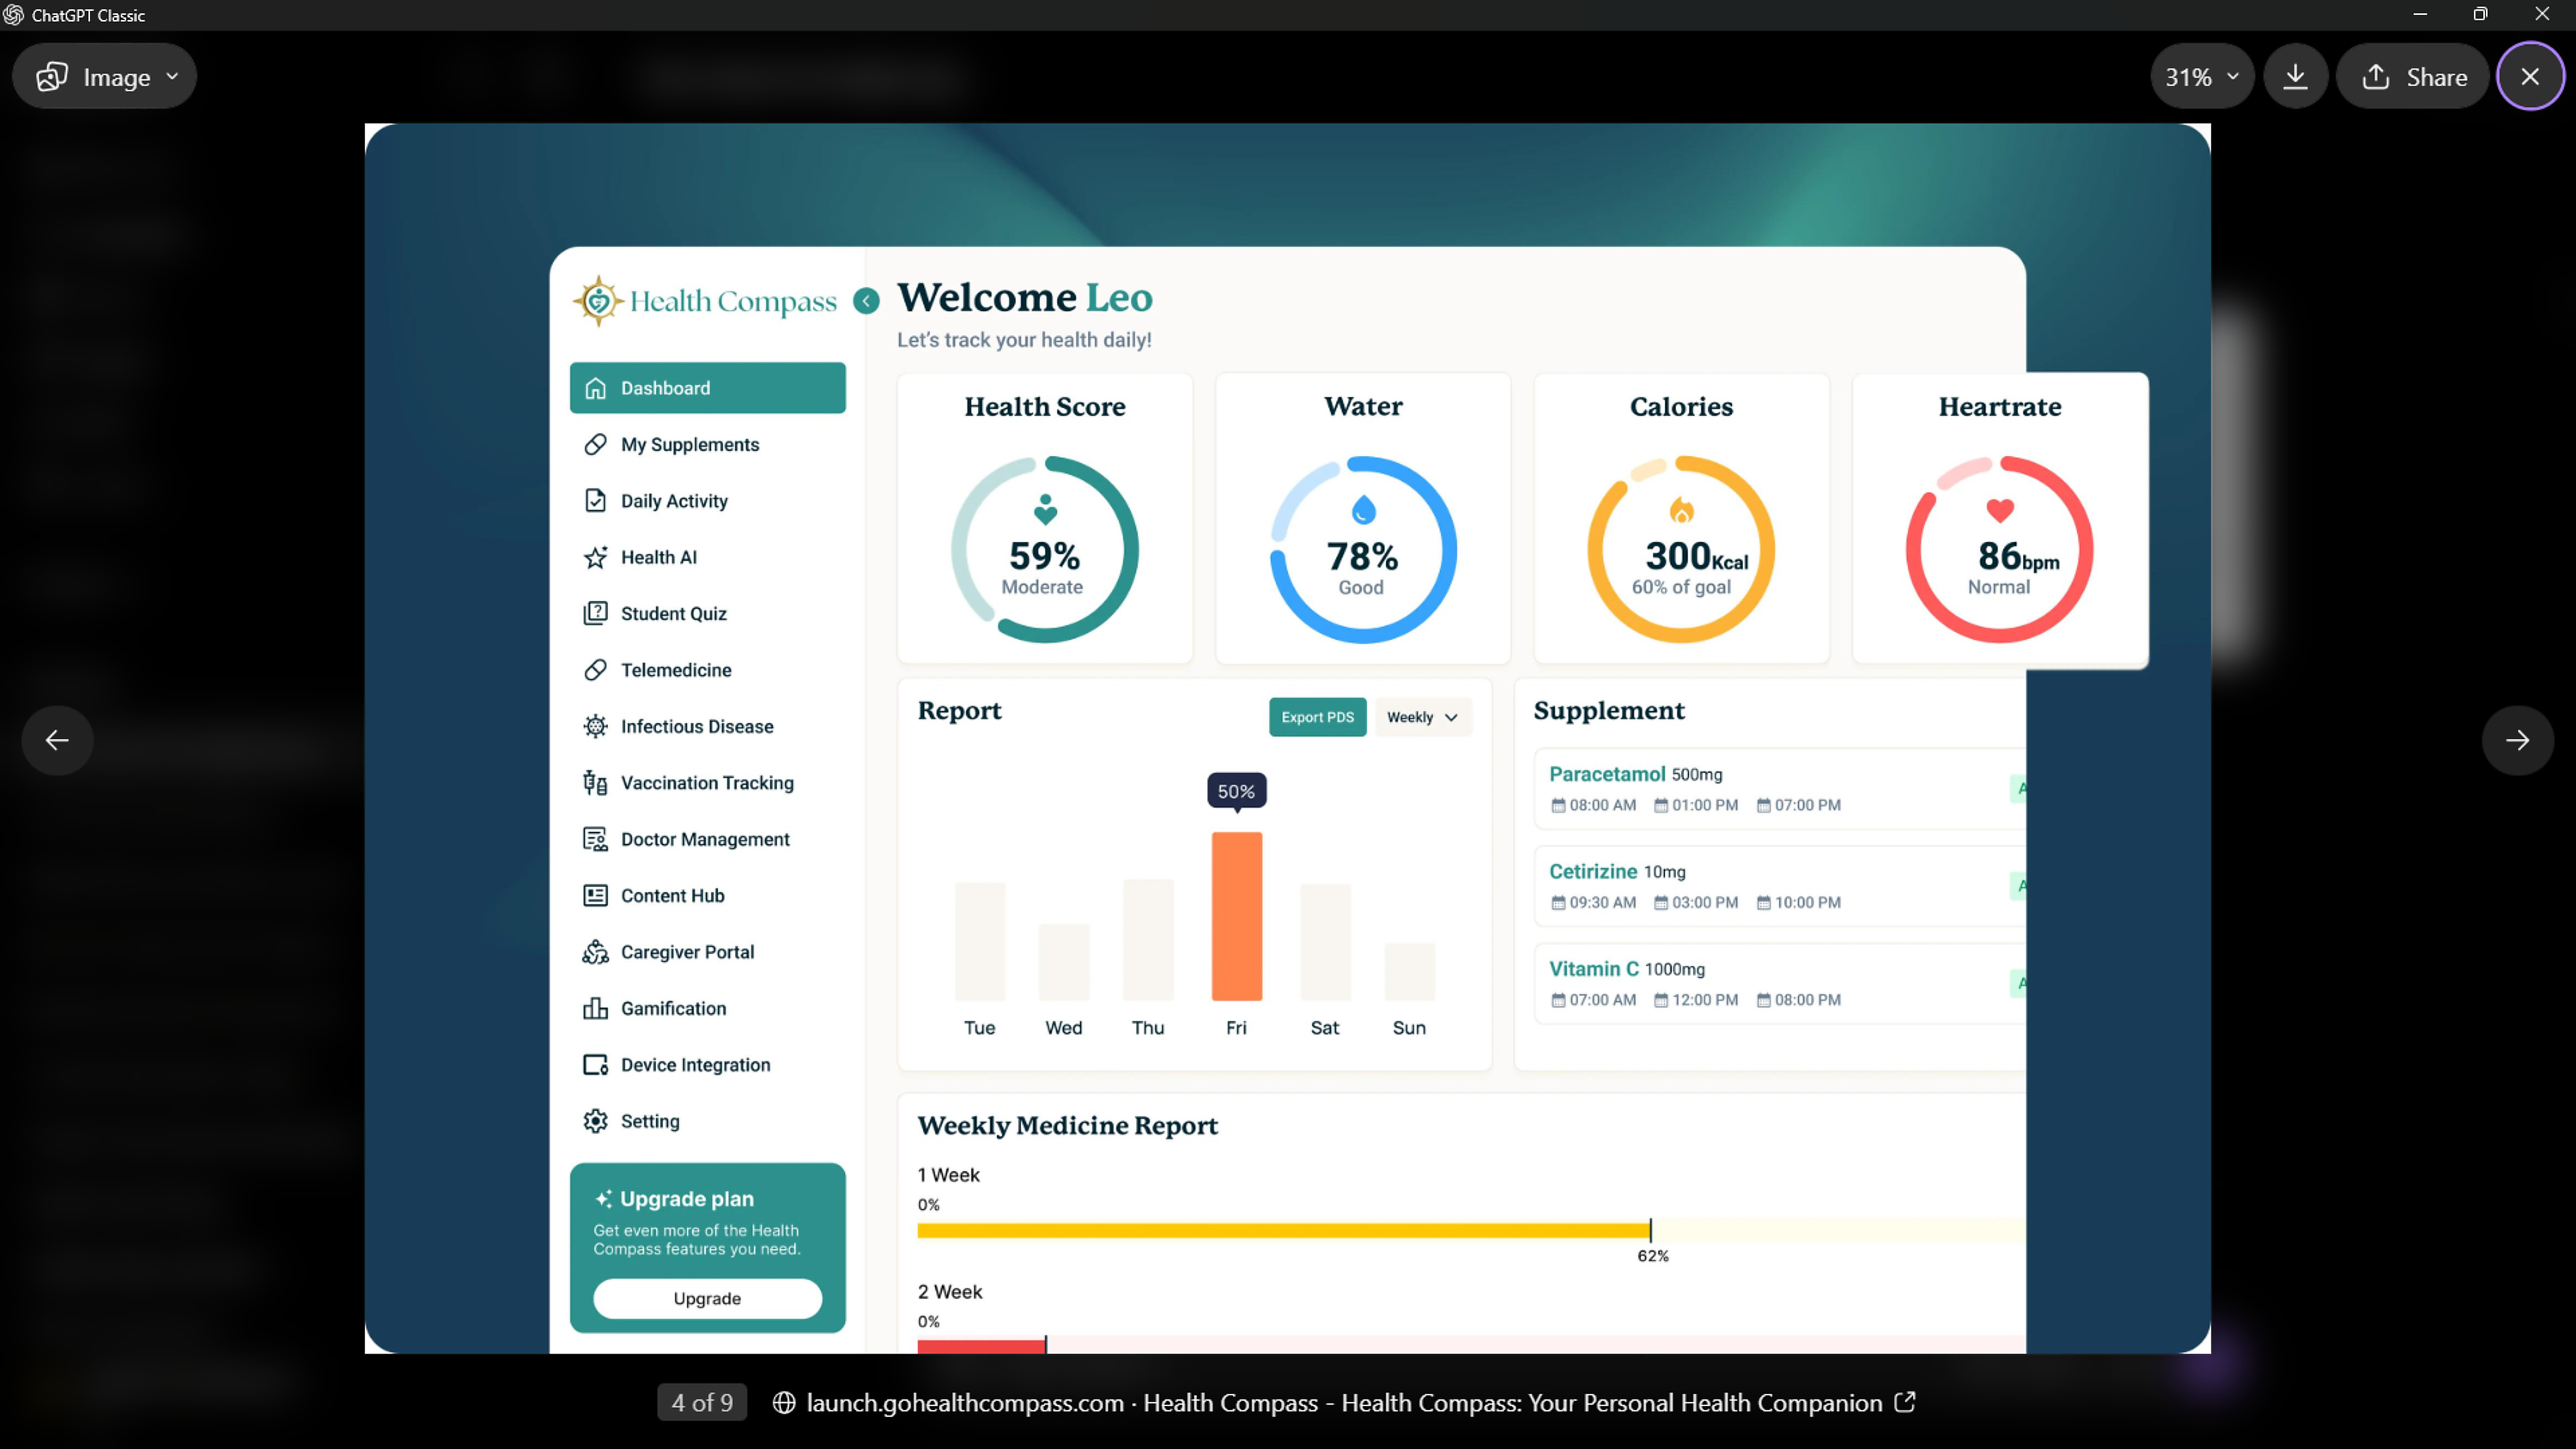 ChatGPT Classic
Image
31%
Share
Health Compass
Dashboard
My Supplements
Daily Activity
Health AI
Student Quiz
Telemedicine
Infectious Disease
Vaccination Tracking
Doctor Management
Content Hub
Caregiver Portal
Gamification
Device Integration
Setting
Upgrade plan
Get even more of the Health
Compass features you need.
Upgrade
Welcome Leo
Let's track your health daily!
Health Score
59%
Moderate
Water
78%
Good
Calories
300Kcal
60% of goal
Heartrate
86bpm
Normal
Report
Export PDS
Weekly
50%
Tue Wed Thu Fri Sat Sun
Supplement
Paracetamol 500mg
08:00 AM 01:00 PM 07:00 PM
A
Cetirizine 10mg
09:30 AM 03:00 PM 10:00 PM
A
Vitamin C 1000mg
07:00 AM 12:00 PM 08:00 PM
A
Weekly Medicine Report
1 Week
0%
62%
2 Week
0%
4 of 9
launch.gohealthcompass.com · Health Compass - Health Compass: Your Personal Health Companion